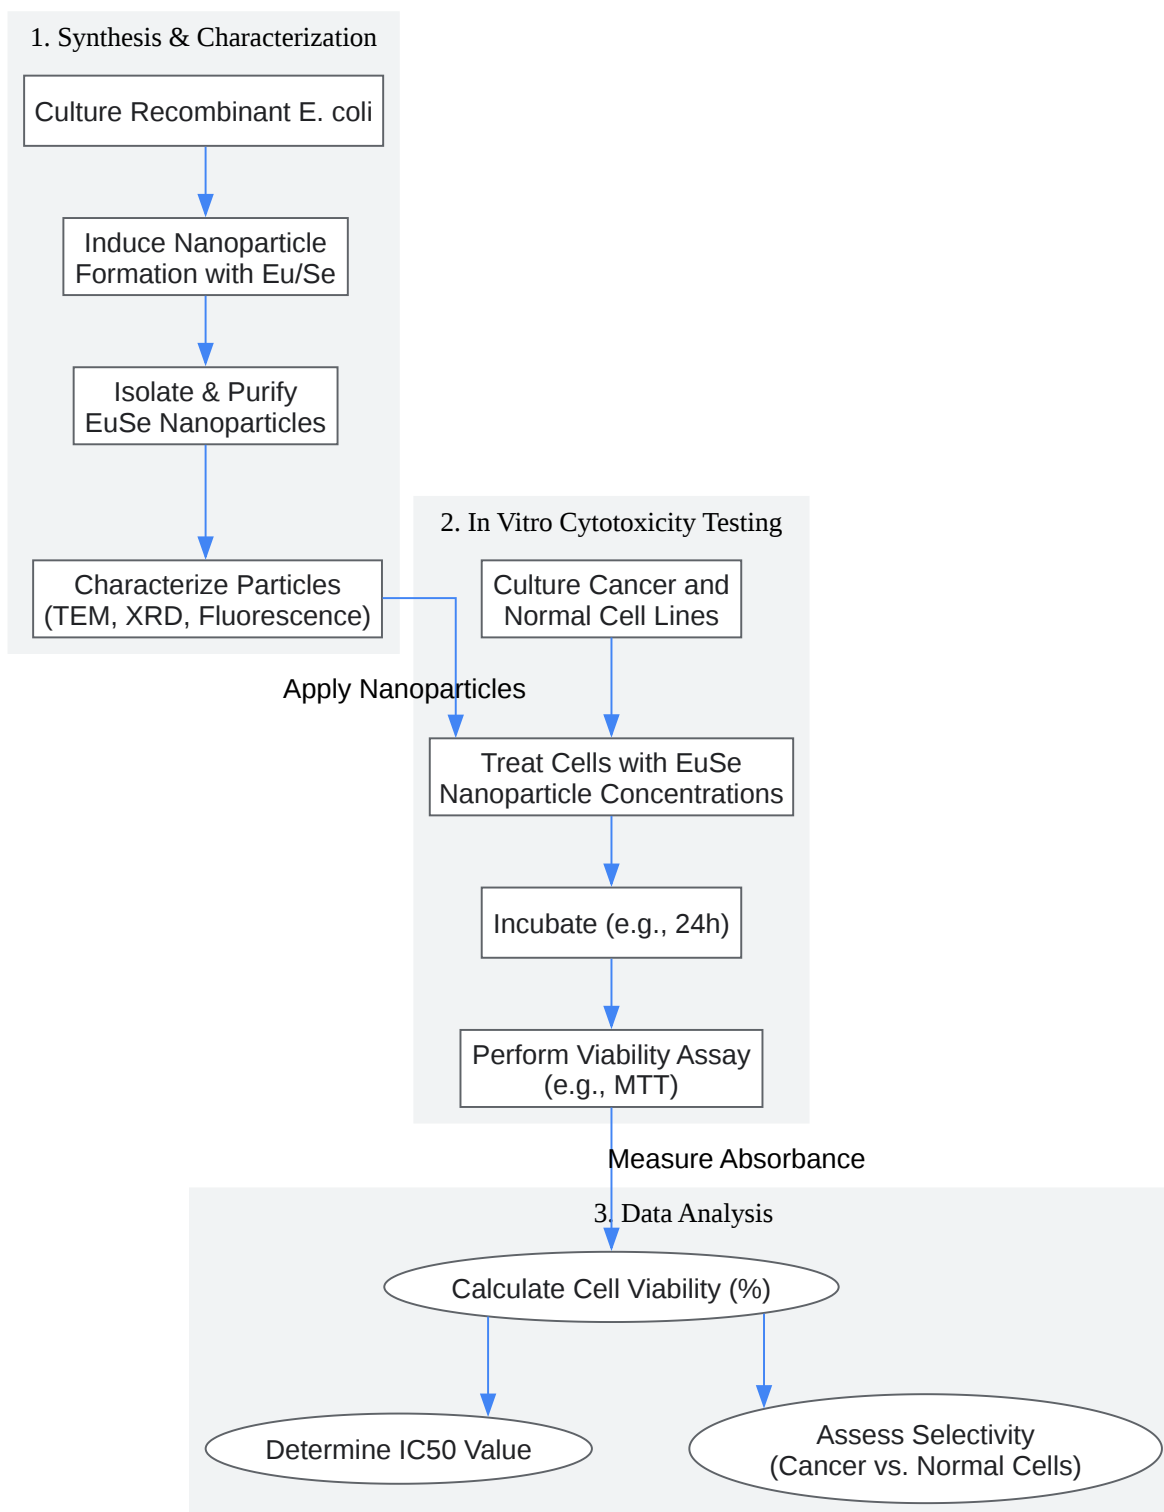 1. Synthesis & Characterization
Culture Recombinant E. coli
Induce Nanoparticle
Formation with Eu/Se
Isolate & Purify
EuSe Nanoparticles
Characterize Particles
(TEM, XRD, Fluorescence)
Apply Nanoparticles
2. In Vitro Cytotoxicity Testing
Culture Cancer and
Normal Cell Lines
Treat Cells with EuSe
Nanoparticle Concentrations
Incubate (e.g., 24h)
Perform Viability Assay
(e.g., MTT)
Measure Absorbance
3. Data Analysis
Calculate Cell Viability (%)
Determine IC50 Value
Assess Selectivity
(Cancer vs. Normal Cells)